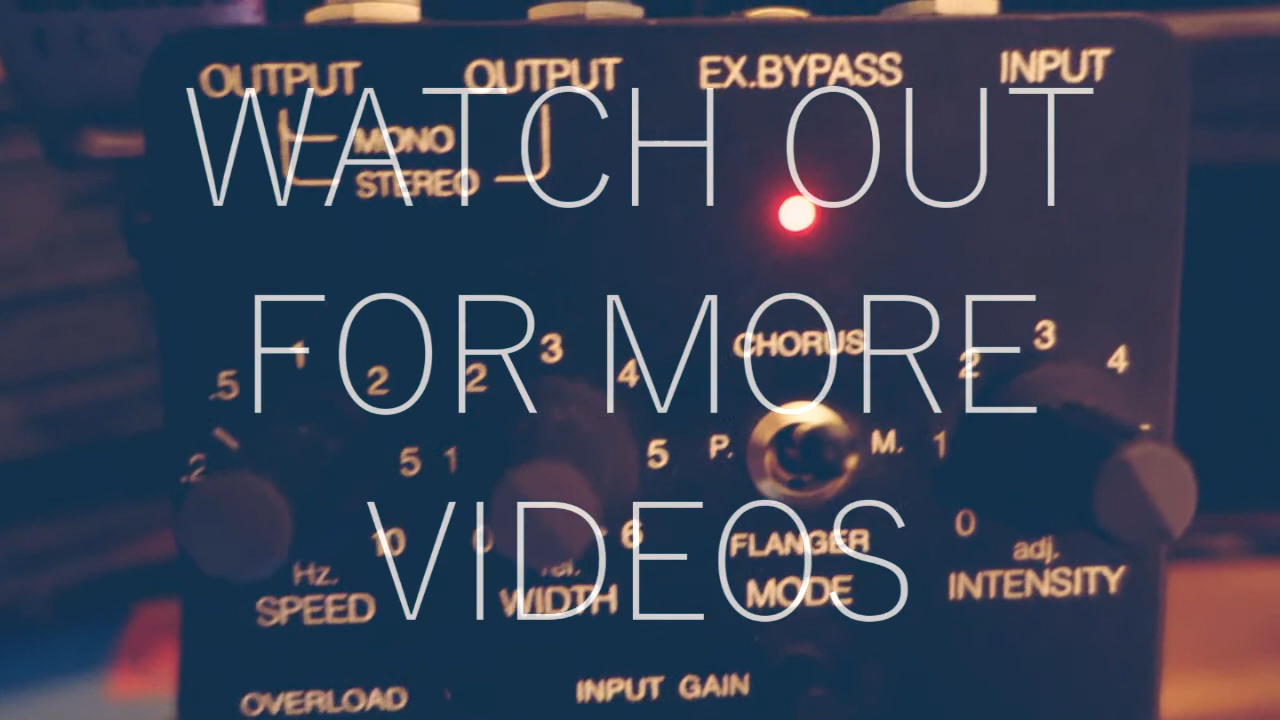 OUTPUT OUTPUT EX.BYPASS INPUT
MONO
STEREO
WATCH OUT
FOR MORE
VIDEOS
CHORUS
.5 1 2 2 3 4 2 3 4
.2 5 1 5 P. M. 1
10 0 6 FLANGER 0
Hz. adj.
SPEED WIDTH MODE INTENSITY
OVERLOAD INPUT GAIN